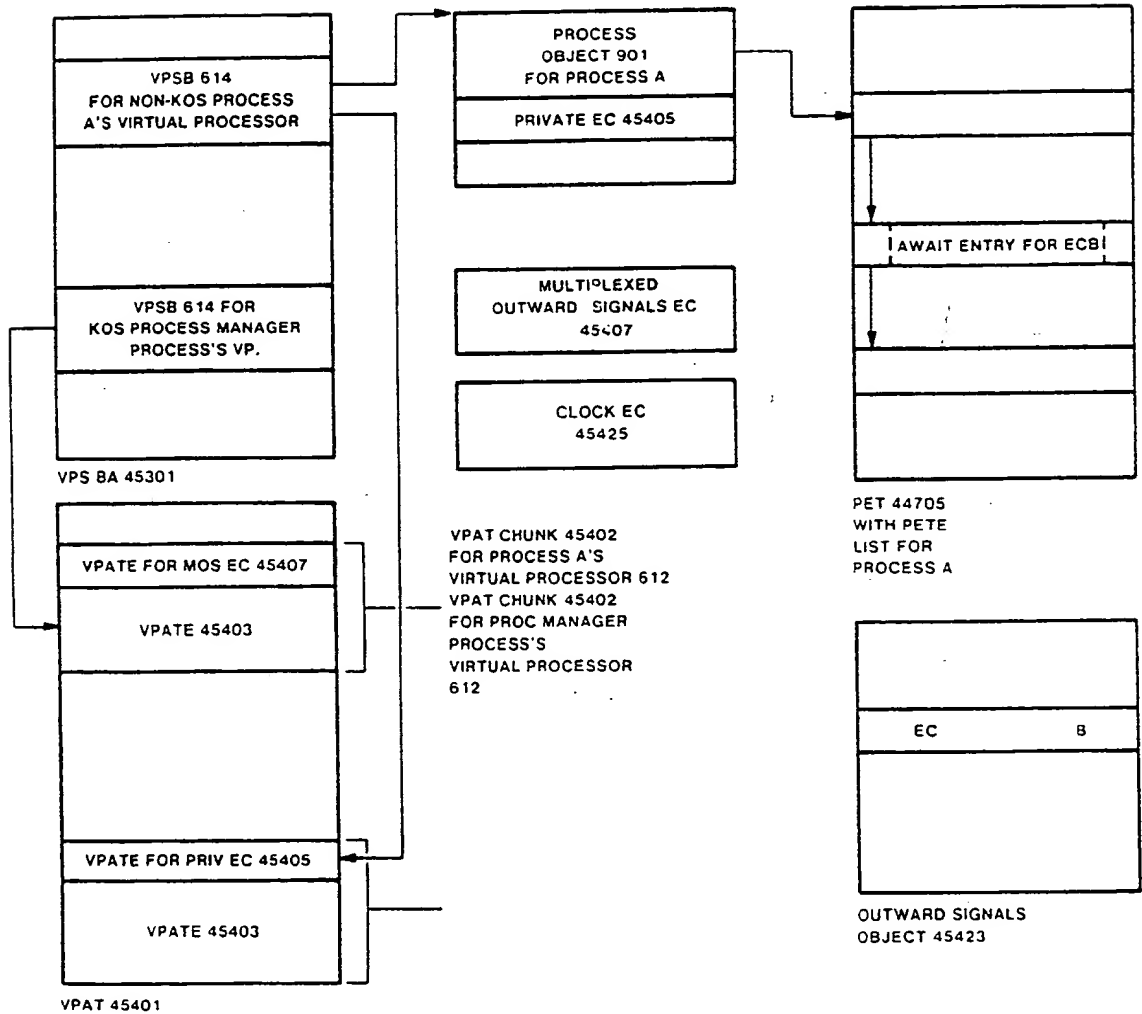 VPSB 614
FOR NON-KOS PROCESS
A'S VIRTUAL PROCESSOR
VPSB 614 FOR
KOS PROCESS MANAGER
PROCESS'S VP.
VPS BA 45301
PROCESS
OBJECT 901
FOR PROCESS A
PRIVATE EC 45405
MULTIPLEXED
OUTWARD SIGNALS EC
45407
CLOCK EC
45425
AWAIT ENTRY FOR ECB
PET 44705
WITH PETE
LIST FOR
PROCESS A
VPATE FOR MOS EC 45407
VPATE 45403
VPATE FOR PRIV EC 45405
VPATE 45403
VPAT 45401
VPAT CHUNK 45402
FOR PROCESS A'S
VIRTUAL PROCESSOR 612
VPAT CHUNK 45402
FOR PROC MANAGER
PROCESS'S
VIRTUAL PROCESSOR
612
EC B
OUTWARD SIGNALS
OBJECT 45423